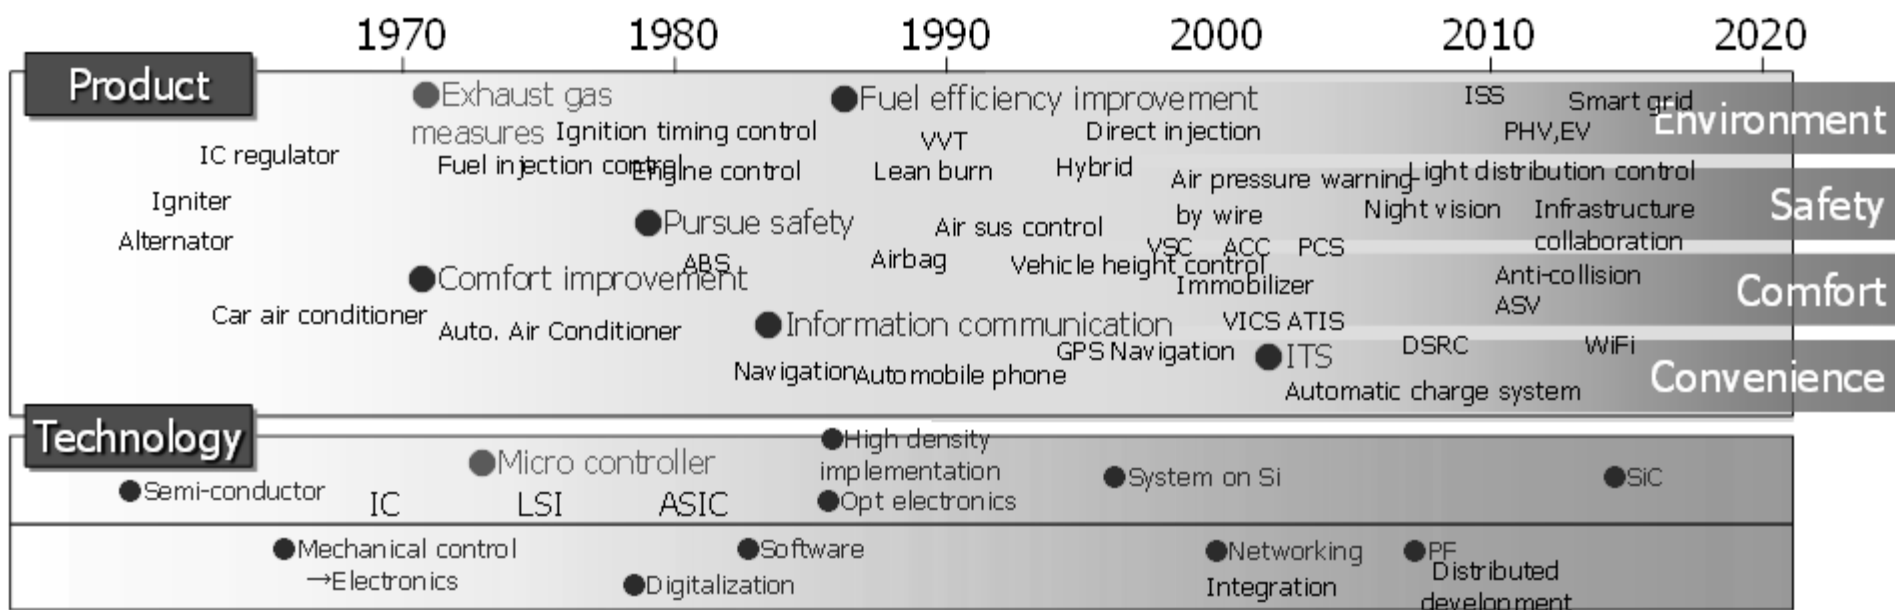 1970 1980 1990 2000 2010 2020
Product
Exhaust gas
measures
Fuel efficiency improvement
ISS
Smart grid
Environment
Ignition timing control
VVT
Direct injection
PHV,EV
IC regulator
Fuel injection control
Engine control
Lean burn
Hybrid
Air pressure warning
Light distribution control
Igniter
Pursue safety
Air sus control
by wire
Night vision
Infrastructure
collaboration
Safety
Alternator
ABS
Airbag
VSC
ACC
PCS
Vehicle height control
Comfort improvement
Immobilizer
Anti-collision
ASV
Comfort
Car air conditioner
Auto. Air Conditioner
Information communication
VICS ATIS
GPS Navigation
ITS
DSRC
WiFi
Navigation
Automobile phone
Automatic charge system
Convenience
Technology
Semi-conductor
Micro controller
IC
LSI
ASIC
High density
implementation
Opt electronics
System on Si
SiC
Mechanical control
→Electronics
Software
Digitalization
Networking
Integration
PF
Distributed
development